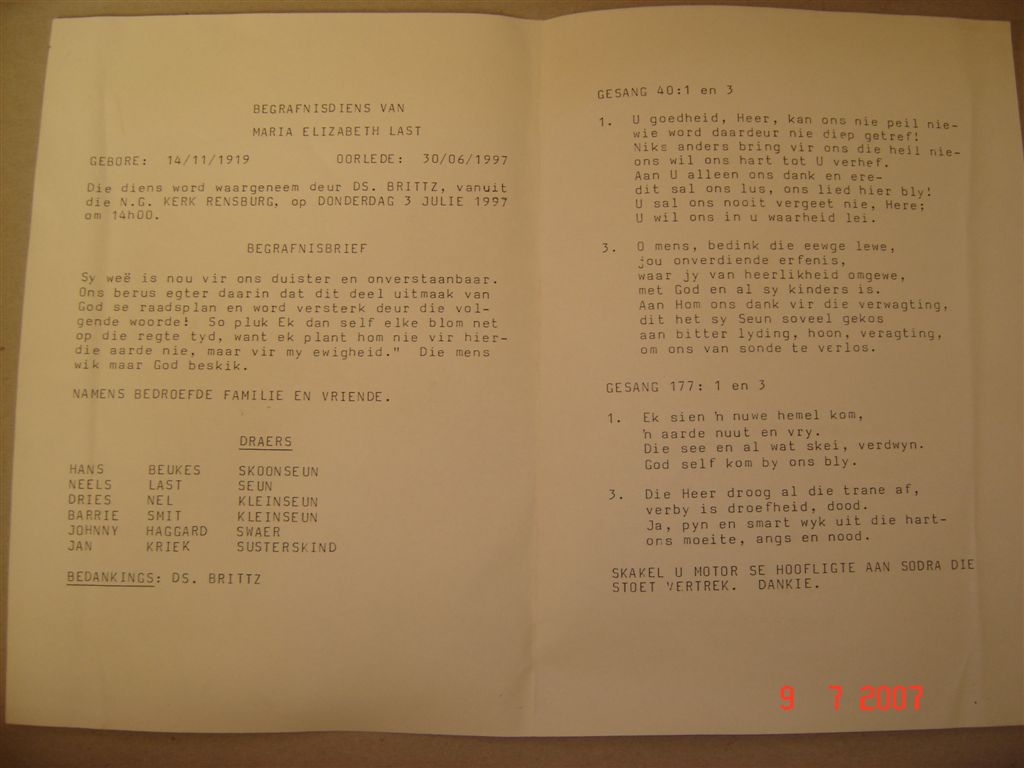 BEGRAFNISDIENS VAN
MARIA ELIZABETH LAST
GEBORE: 14/11/1919 OORLEDE: 30/06/1997
Die diens word waargeneem deur DS. BRITTZ, vanuit
die N.G. KERK RENSBURG, op DONDERDAG 3 JULIE 1997
om 14h00.
BEGRAFNISBRIEF
Sy weë is nou vir ons duister en onverstaanbaar.
Ons berus egter daarin dat dit deel uitmaak van
God se raadsplan en word versterk deur die vol-
gende woorde! So pluk Ek dan self elke blom net
op die regte tyd, want ek plant hom nie vir hier-
die aarde nie, maar vir my ewigheid." Die mens
wik maar God beskik.
NAMENS BEDROEFDE FAMILIE EN VRIENDE.
DRAERS
HANS BEUKES SKOONSEUN
NEELS LAST SEUN
DRIES NEL KLEINSEUN
BARRIE SMIT KLEINSEUN
JOHNNY HAGGARD SWAER
JAN KRIEK SUSTERSKIND
BEDANKINGS: DS. BRITTZ
GESANG 40:1 en 3
1. U goedheid, Heer, kan ons nie peil nie-
wie word daardeur nie diep getref!
Niks anders bring vir ons die heil nie-
ons wil ons hart tot U verhef.
Aan U alleen ons dank en ere-
dit sal ons lus, ons lied hier bly!
U sal ons nooit vergeet nie, Here;
U wil ons in u waarheid lei.
3. O mens, bedink die eewge lewe,
jou onverdiende erfenis,
waar jy van heerlikheid omgewe,
met God en al sy kinders is.
Aan Hom ons dank vir die verwagting,
dit het sy Seun soveel gekos
aan bitter lyding, hoon, veragting,
om ons van sonde te verlos.
GESANG 177: 1 en 3
1. Ek sien 'n nuwe hemel kom,
'n aarde nuut en vry.
Die see en al wat skei, verdwyn.
God self kom by ons bly.
3. Die Heer droog al die trane af,
verby is droefheid, dood.
Ja, pyn en smart wyk uit die hart-
ons moeite, angs en nood.
SKAKEL U MOTOR SE HOOFLIGTE AAN SODRA DIE
STOET VERTREK. DANKIE.
9 7 2007